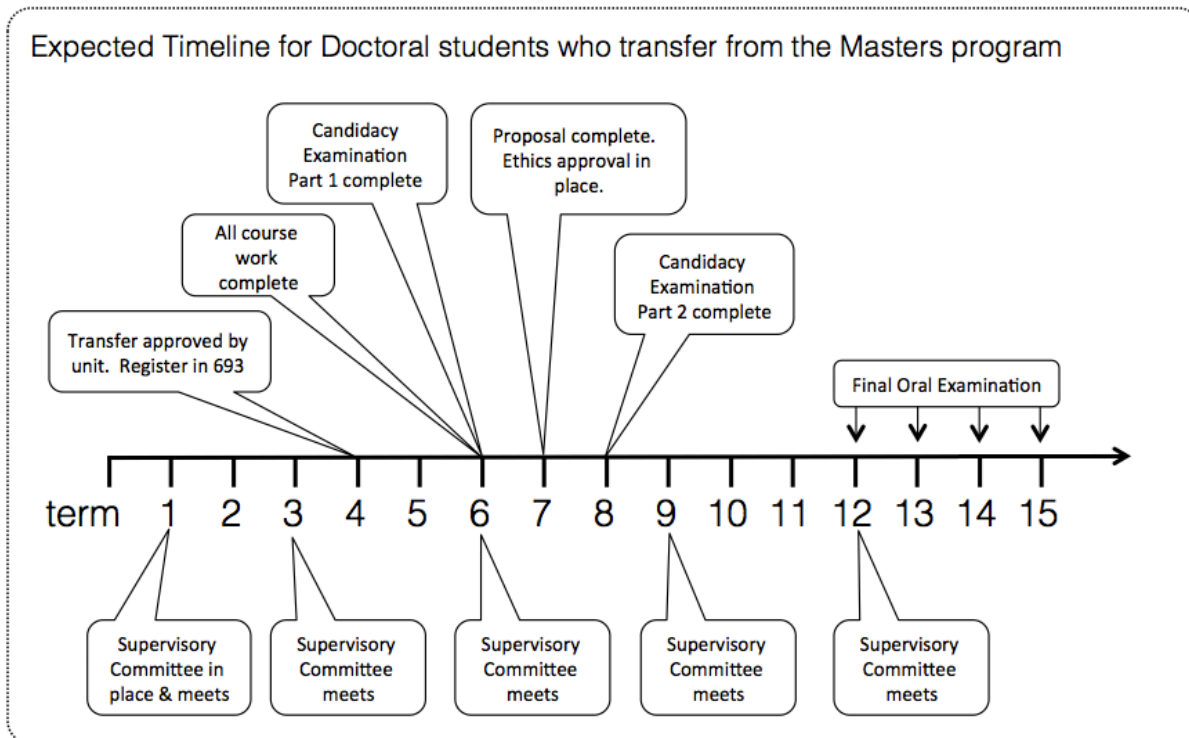 Expected Timeline for Doctoral students who transfer from the Masters program
Candidacy
Examination
Part 1 complete
Proposal complete.
Ethics approval in
place.
All course
work
complete
Candidacy
Examination
Part 2 complete
Transfer approved by
unit. Register in 693
Final Oral Examination
term 1 2 3 4 5 6 7 8 9 10 11 12 13 14 15
Supervisory
Committee in
place & meets
Supervisory
Committee
meets
Supervisory
Committee
meets
Supervisory
Committee
meets
Supervisory
Committee
meets